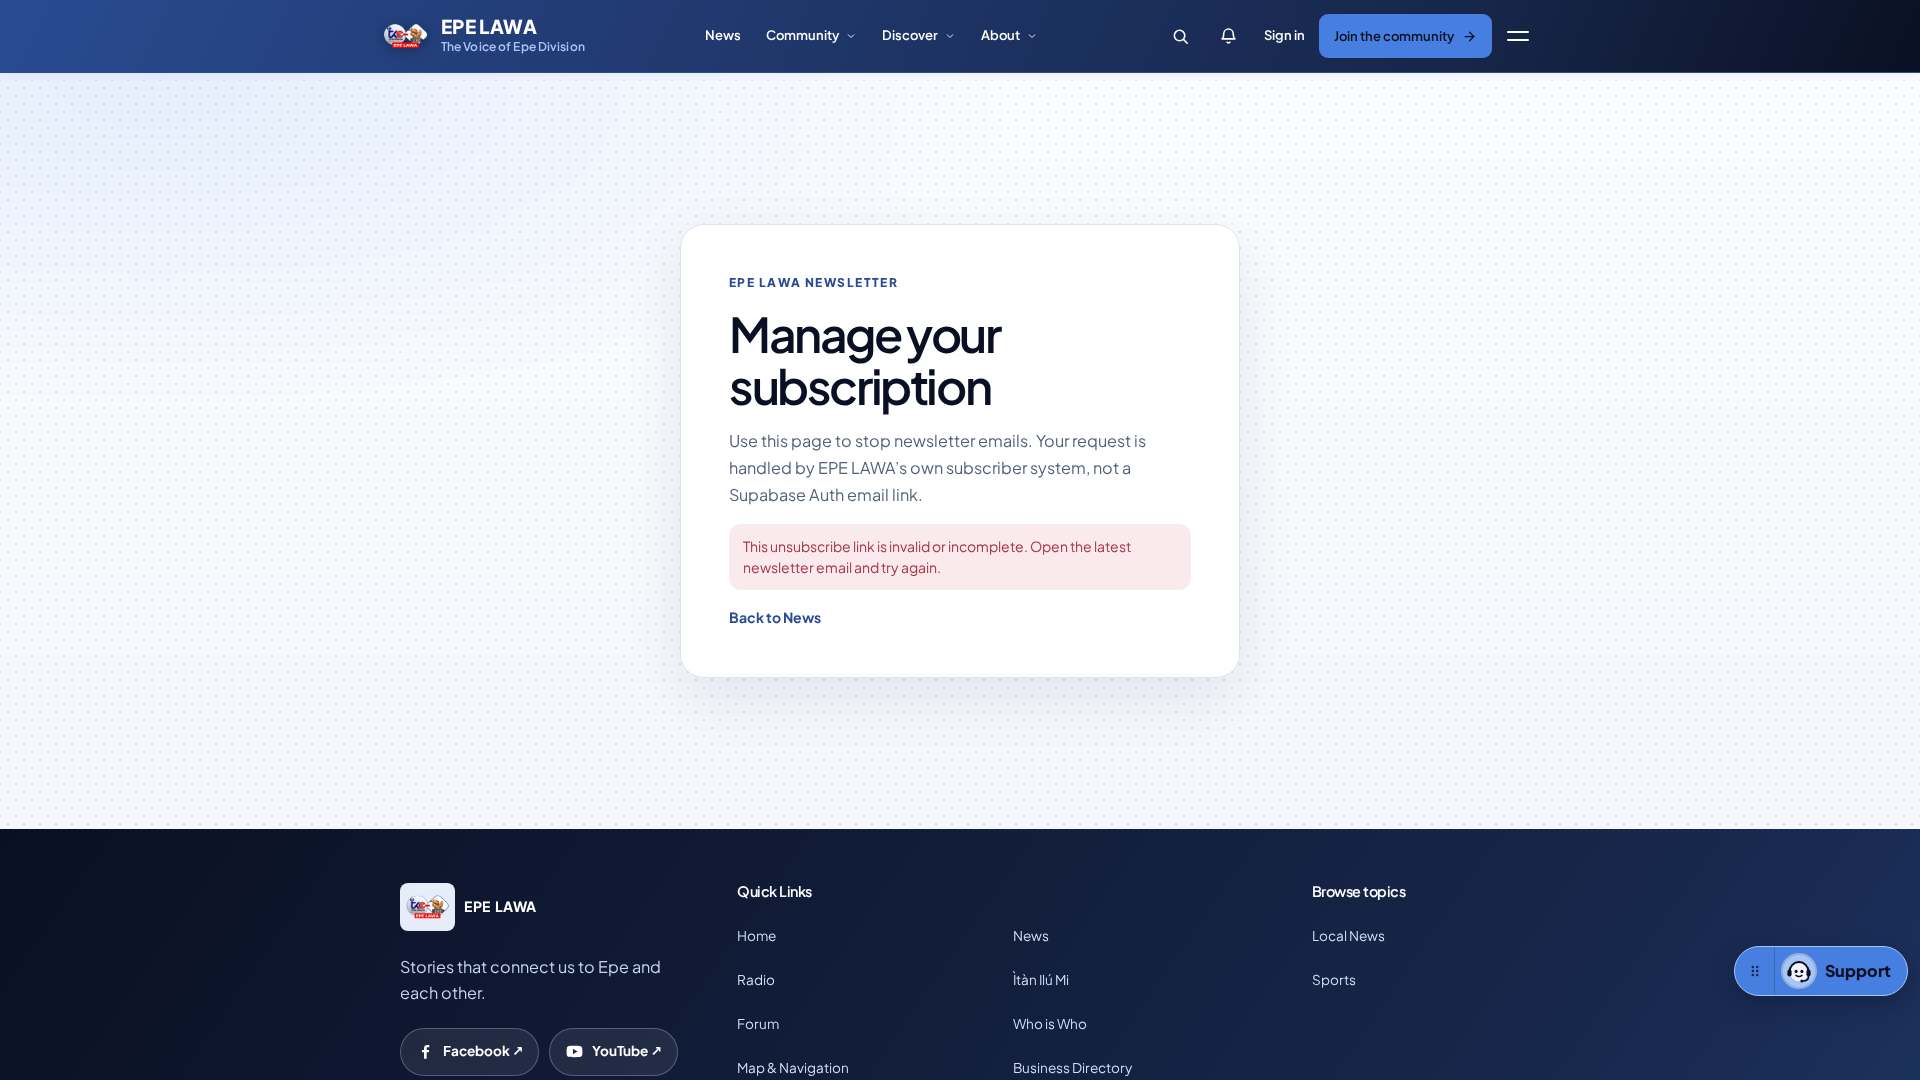 EPE LAWA
The Voice of Epe Division
News
Community
Discover
About
Sign in
Join the community
EPE LAWA NEWSLETTER
Manage your
subscription
Use this page to stop newsletter emails. Your request is
handled by EPE LAWA’s own subscriber system, not a
Supabase Auth email link.
This unsubscribe link is invalid or incomplete. Open the latest
newsletter email and try again.
Back to News
EPE LAWA
Stories that connect us to Epe and
each other.
Facebook ↗
YouTube ↗
Quick Links
Home
News
Radio
Ìtàn Ilú Mi
Forum
Who is Who
Map & Navigation
Business Directory
Browse topics
Local News
Sports
Support